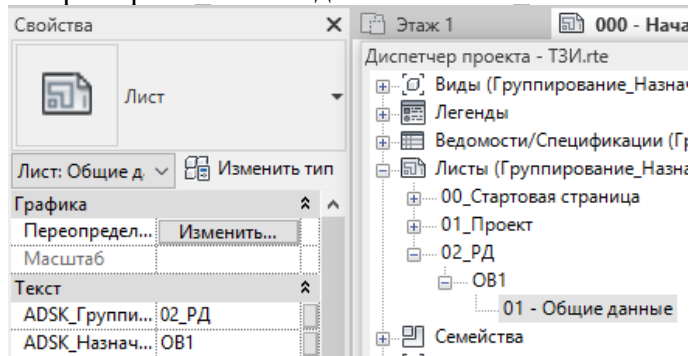 Свойства
Лист
Лист: Общие д
Изменить тип
Графика
Переопредел... Изменить...
Масштаб
Текст
ADSK_Группи... 02_РД
ADSK_Назнач... ОВ1
Этаж 1
000 - Нача
Диспетчер проекта - ТЗИ.rte
Виды (Группирование_Назнач
Легенды
Ведомости/Спецификации (Гр
Листы (Группирование_Назна
00_Стартовая страница
01_Проект
02_РД
ОВ1
01 - Общие данные
Семейства